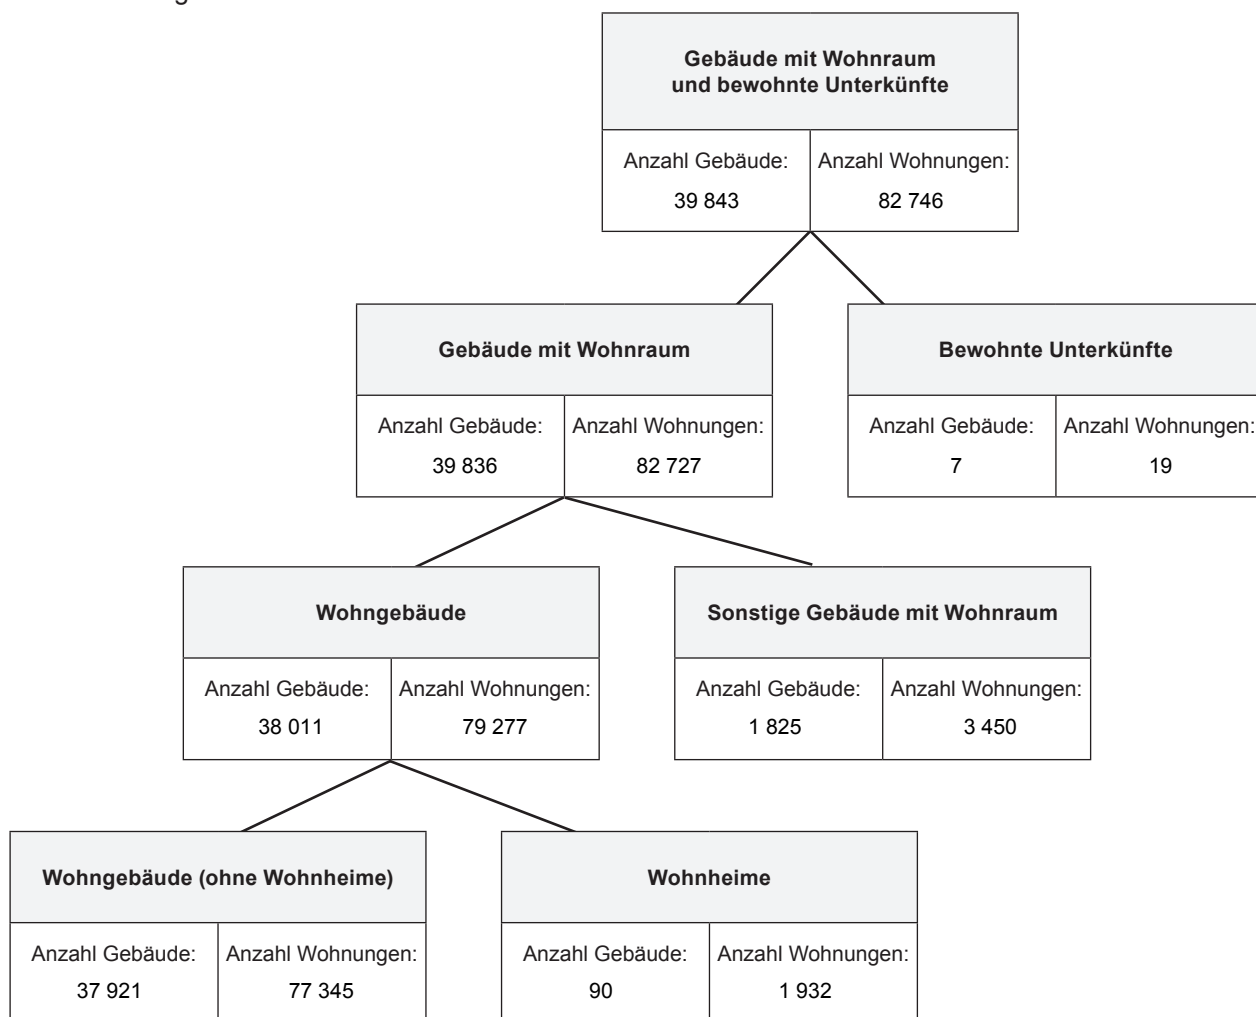 Gebäude mit Wohnraum
und bewohnte Unterkünfte
Anzahl Gebäude: Anzahl Wohnungen:
39 843 82 746
Gebäude mit Wohnraum Bewohnte Unterkünfte
Anzahl Gebäude: Anzahl Wohnungen: Anzahl Gebäude: Anzahl Wohnungen:
39 836 82 727 7 19
Wohngebäude Sonstige Gebäude mit Wohnraum
Anzahl Gebäude: Anzahl Wohnungen: Anzahl Gebäude: Anzahl Wohnungen:
38 011 79 277 1 825 3 450
Wohngebäude (ohne Wohnheime) Wohnheime
Anzahl Gebäude: Anzahl Wohnungen: Anzahl Gebäude: Anzahl Wohnungen:
37 921 77 345 90 1 932